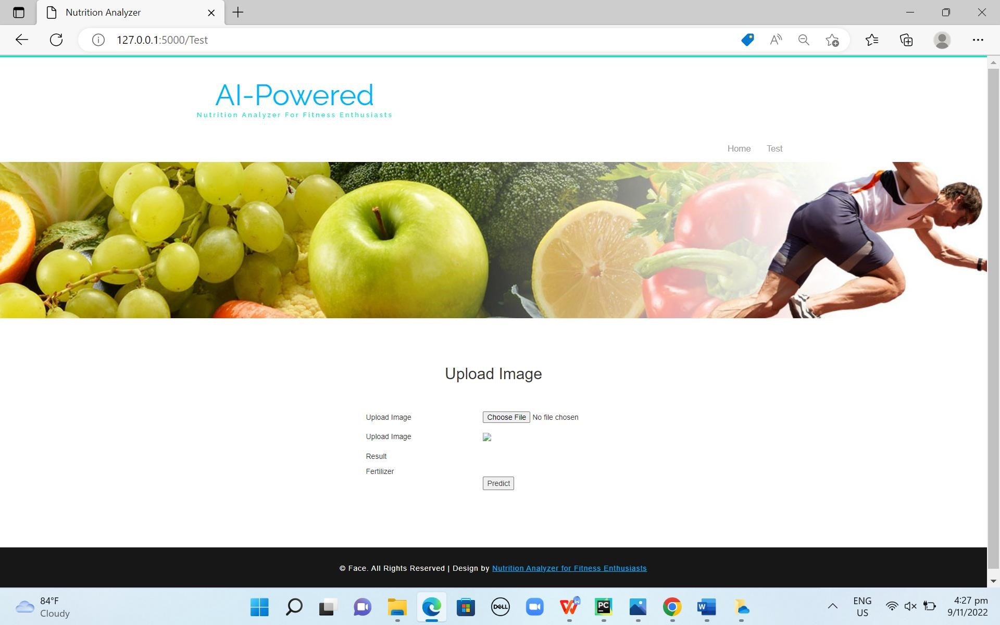 Nutrition Analyzer
127.0.0.1:5000/Test
AI-Powered
Nutrition Analyzer For Fitness Enthusiasts
Home Test
Upload Image
Upload Image Choose File No file chosen
Upload Image
Result
Fertilizer
Predict
© Face. All Rights Reserved | Design by Nutrition Analyzer for Fitness Enthusiasts
84°F
Cloudy
DELL
W
PC
W
ENG
US
4:27 pm
9/11/2022